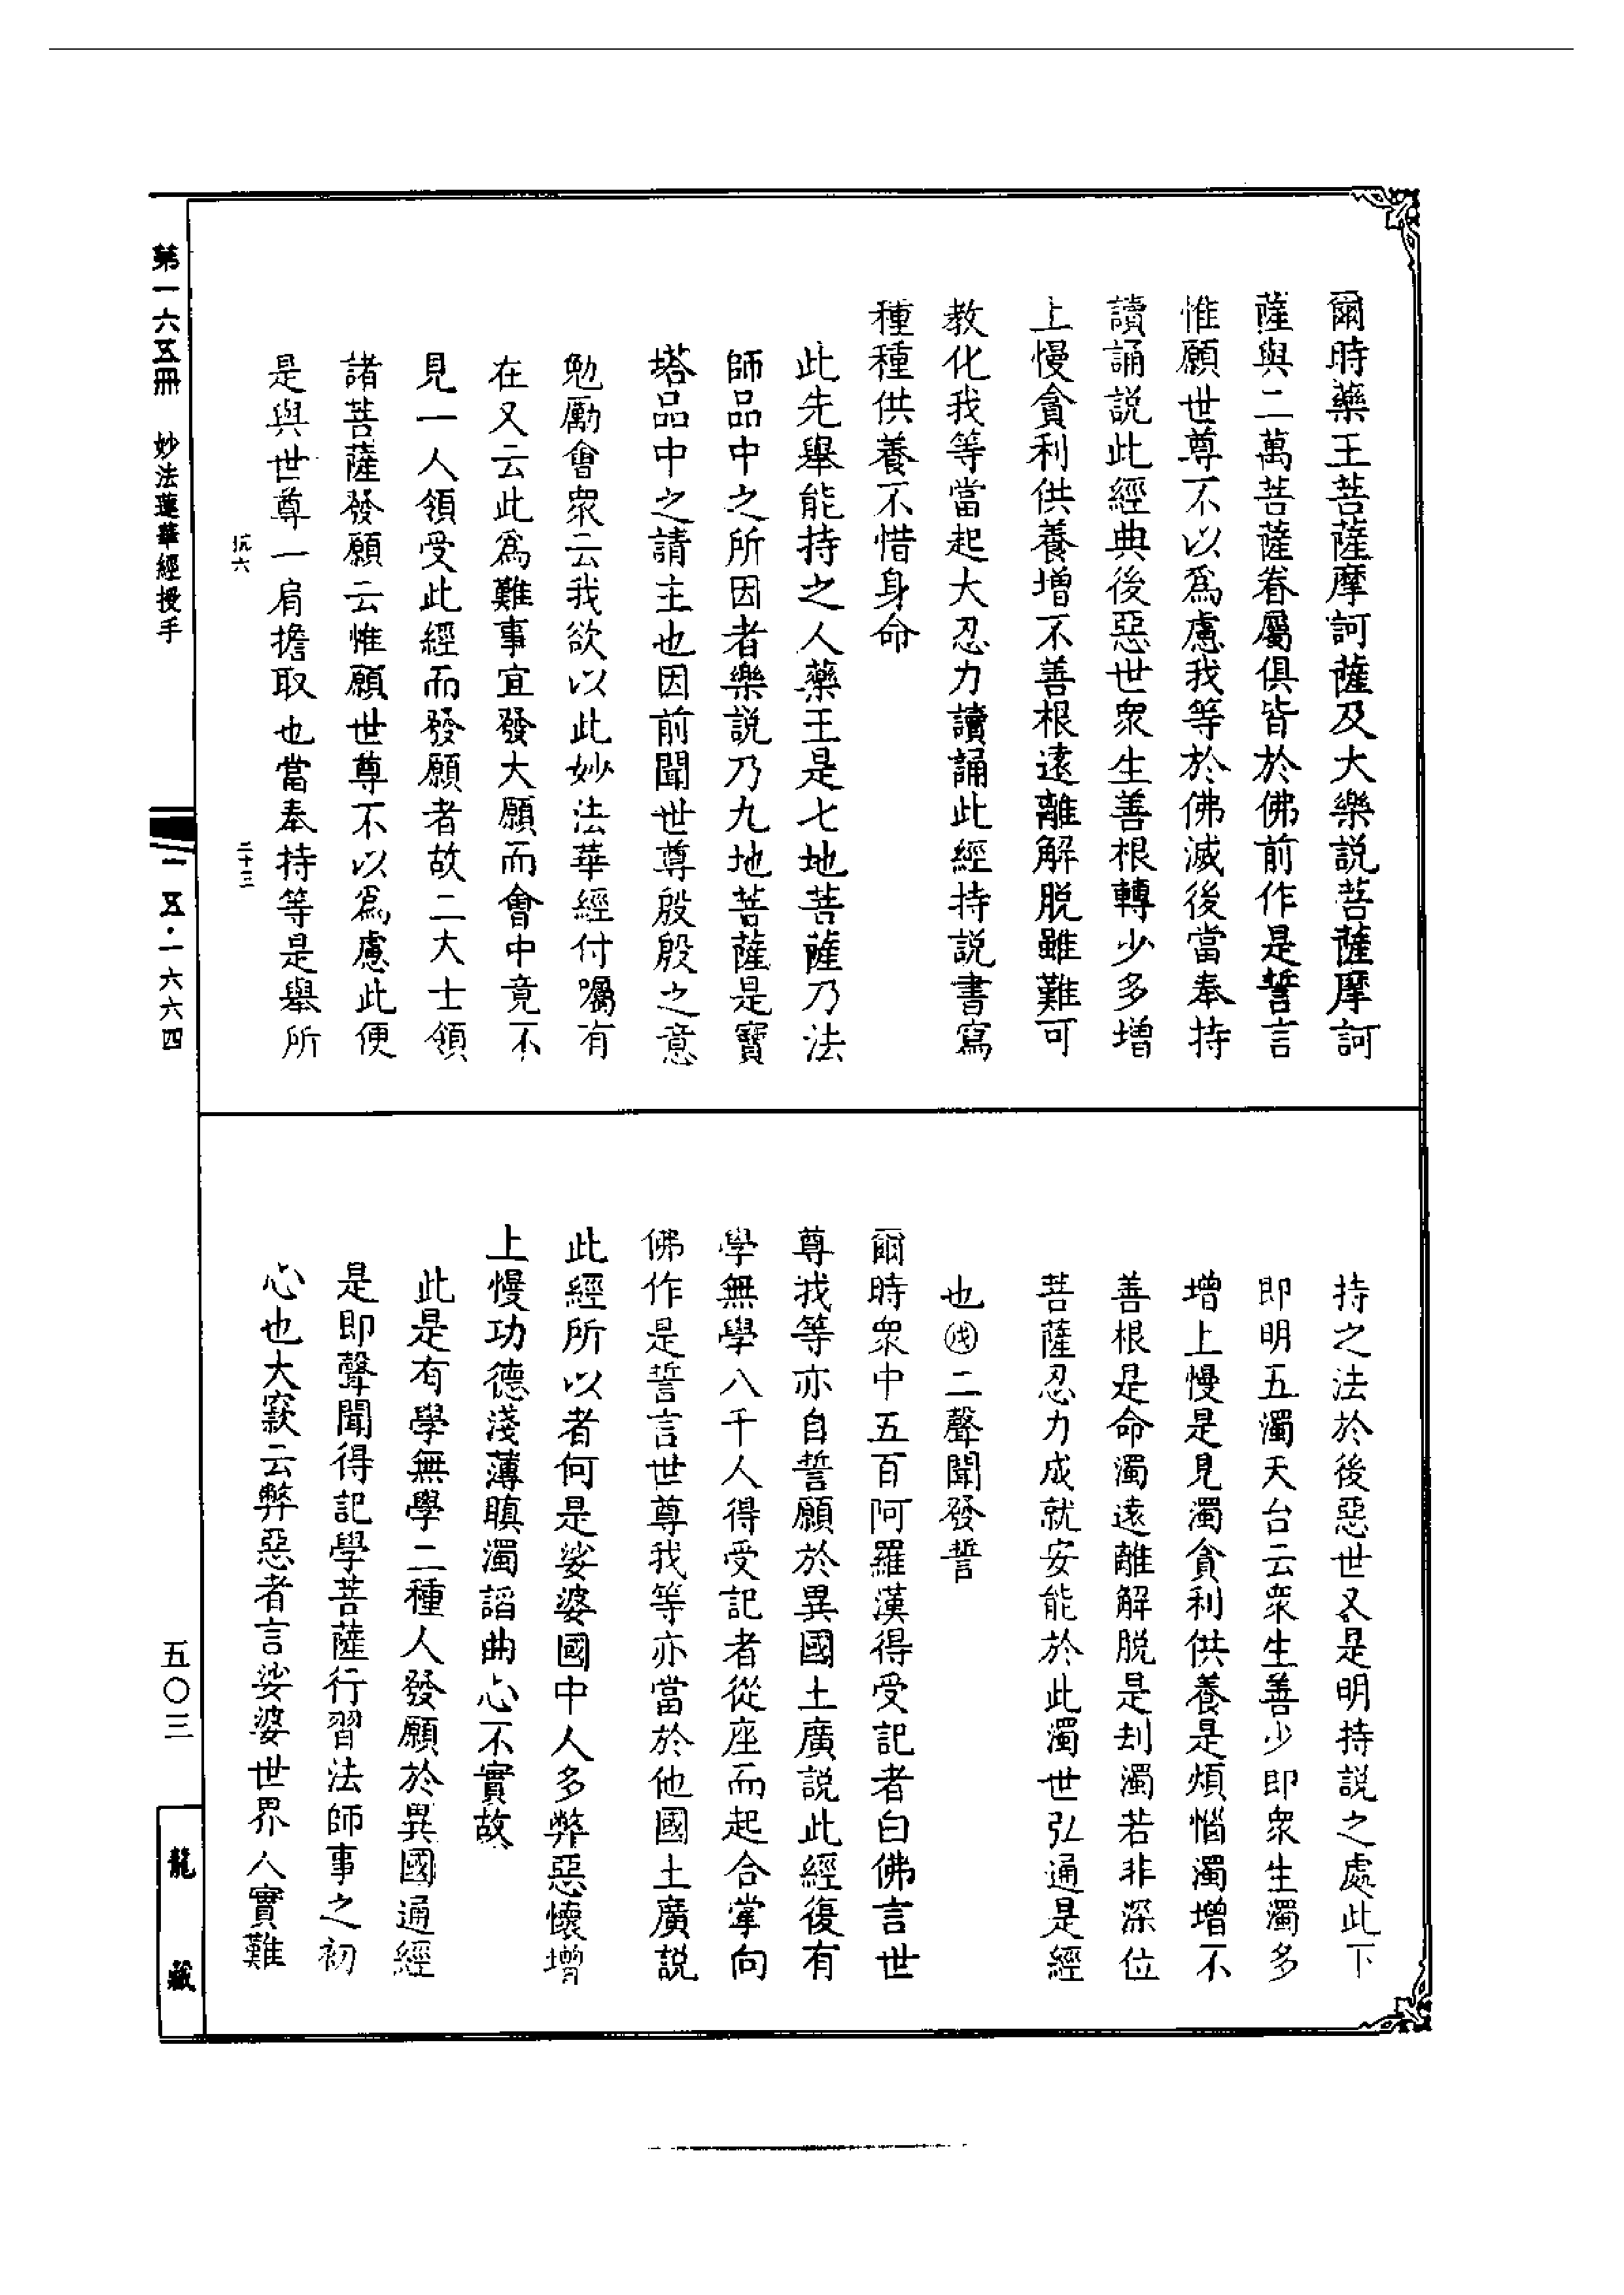 爾時藥王菩薩摩訶薩及大樂說菩薩摩訶
薩與二萬菩薩眷屬俱皆於佛前作是誓言
惟願世尊不以為慮我等於佛滅後當奉持
讀誦說此經典後惡世眾生善根轉少多增
上慢貪利供養增不善根遠離解脫雖難可
教化我等當起大忍力讀誦此經持說書寫
種種供養不惜身命
此先舉能持之人藥王是七地菩薩乃法
師品中之所因者樂說乃九地菩薩是寶
塔品中之請主也因前聞世尊殷殷之意
勉勵會眾云我欲以此妙法華經付囑有
在又云此為難事宜發大願而會中竟不
見一人領受此經而發願者故二大士領
諸菩薩發願云惟願世尊不以為慮此便
是與世尊一肩擔取也當奉持等是舉所
持之法於後惡世又是明持說之處此下
即明五濁天台云眾生善少即眾生濁多
增上慢是見濁貪利供養是煩惱濁增不
善根是命濁遠離解脫是刦濁若非深位
菩薩忍力成就安能於此濁世弘通是經
也㊀二聲聞發誓
爾時眾中五百阿羅漢得受記者白佛言世
尊我等亦自誓願於異國土廣說此經復有
學無學八千人得受記者從座而起合掌向
佛作是誓言世尊我等亦當於他國土廣說
此經所以者何是娑婆國中人多弊惡懷增
上慢功德淺薄瞋濁諂曲心不實故
此是有學無學二種人發願於異國通經
是即聲聞得記學菩薩行習法師事之初
心也大窾云弊惡者言娑婆世界人實難
第一六五冊 妙法蓮華經授手
抗六
二十三
一五·一六六四
五〇三
龍藏